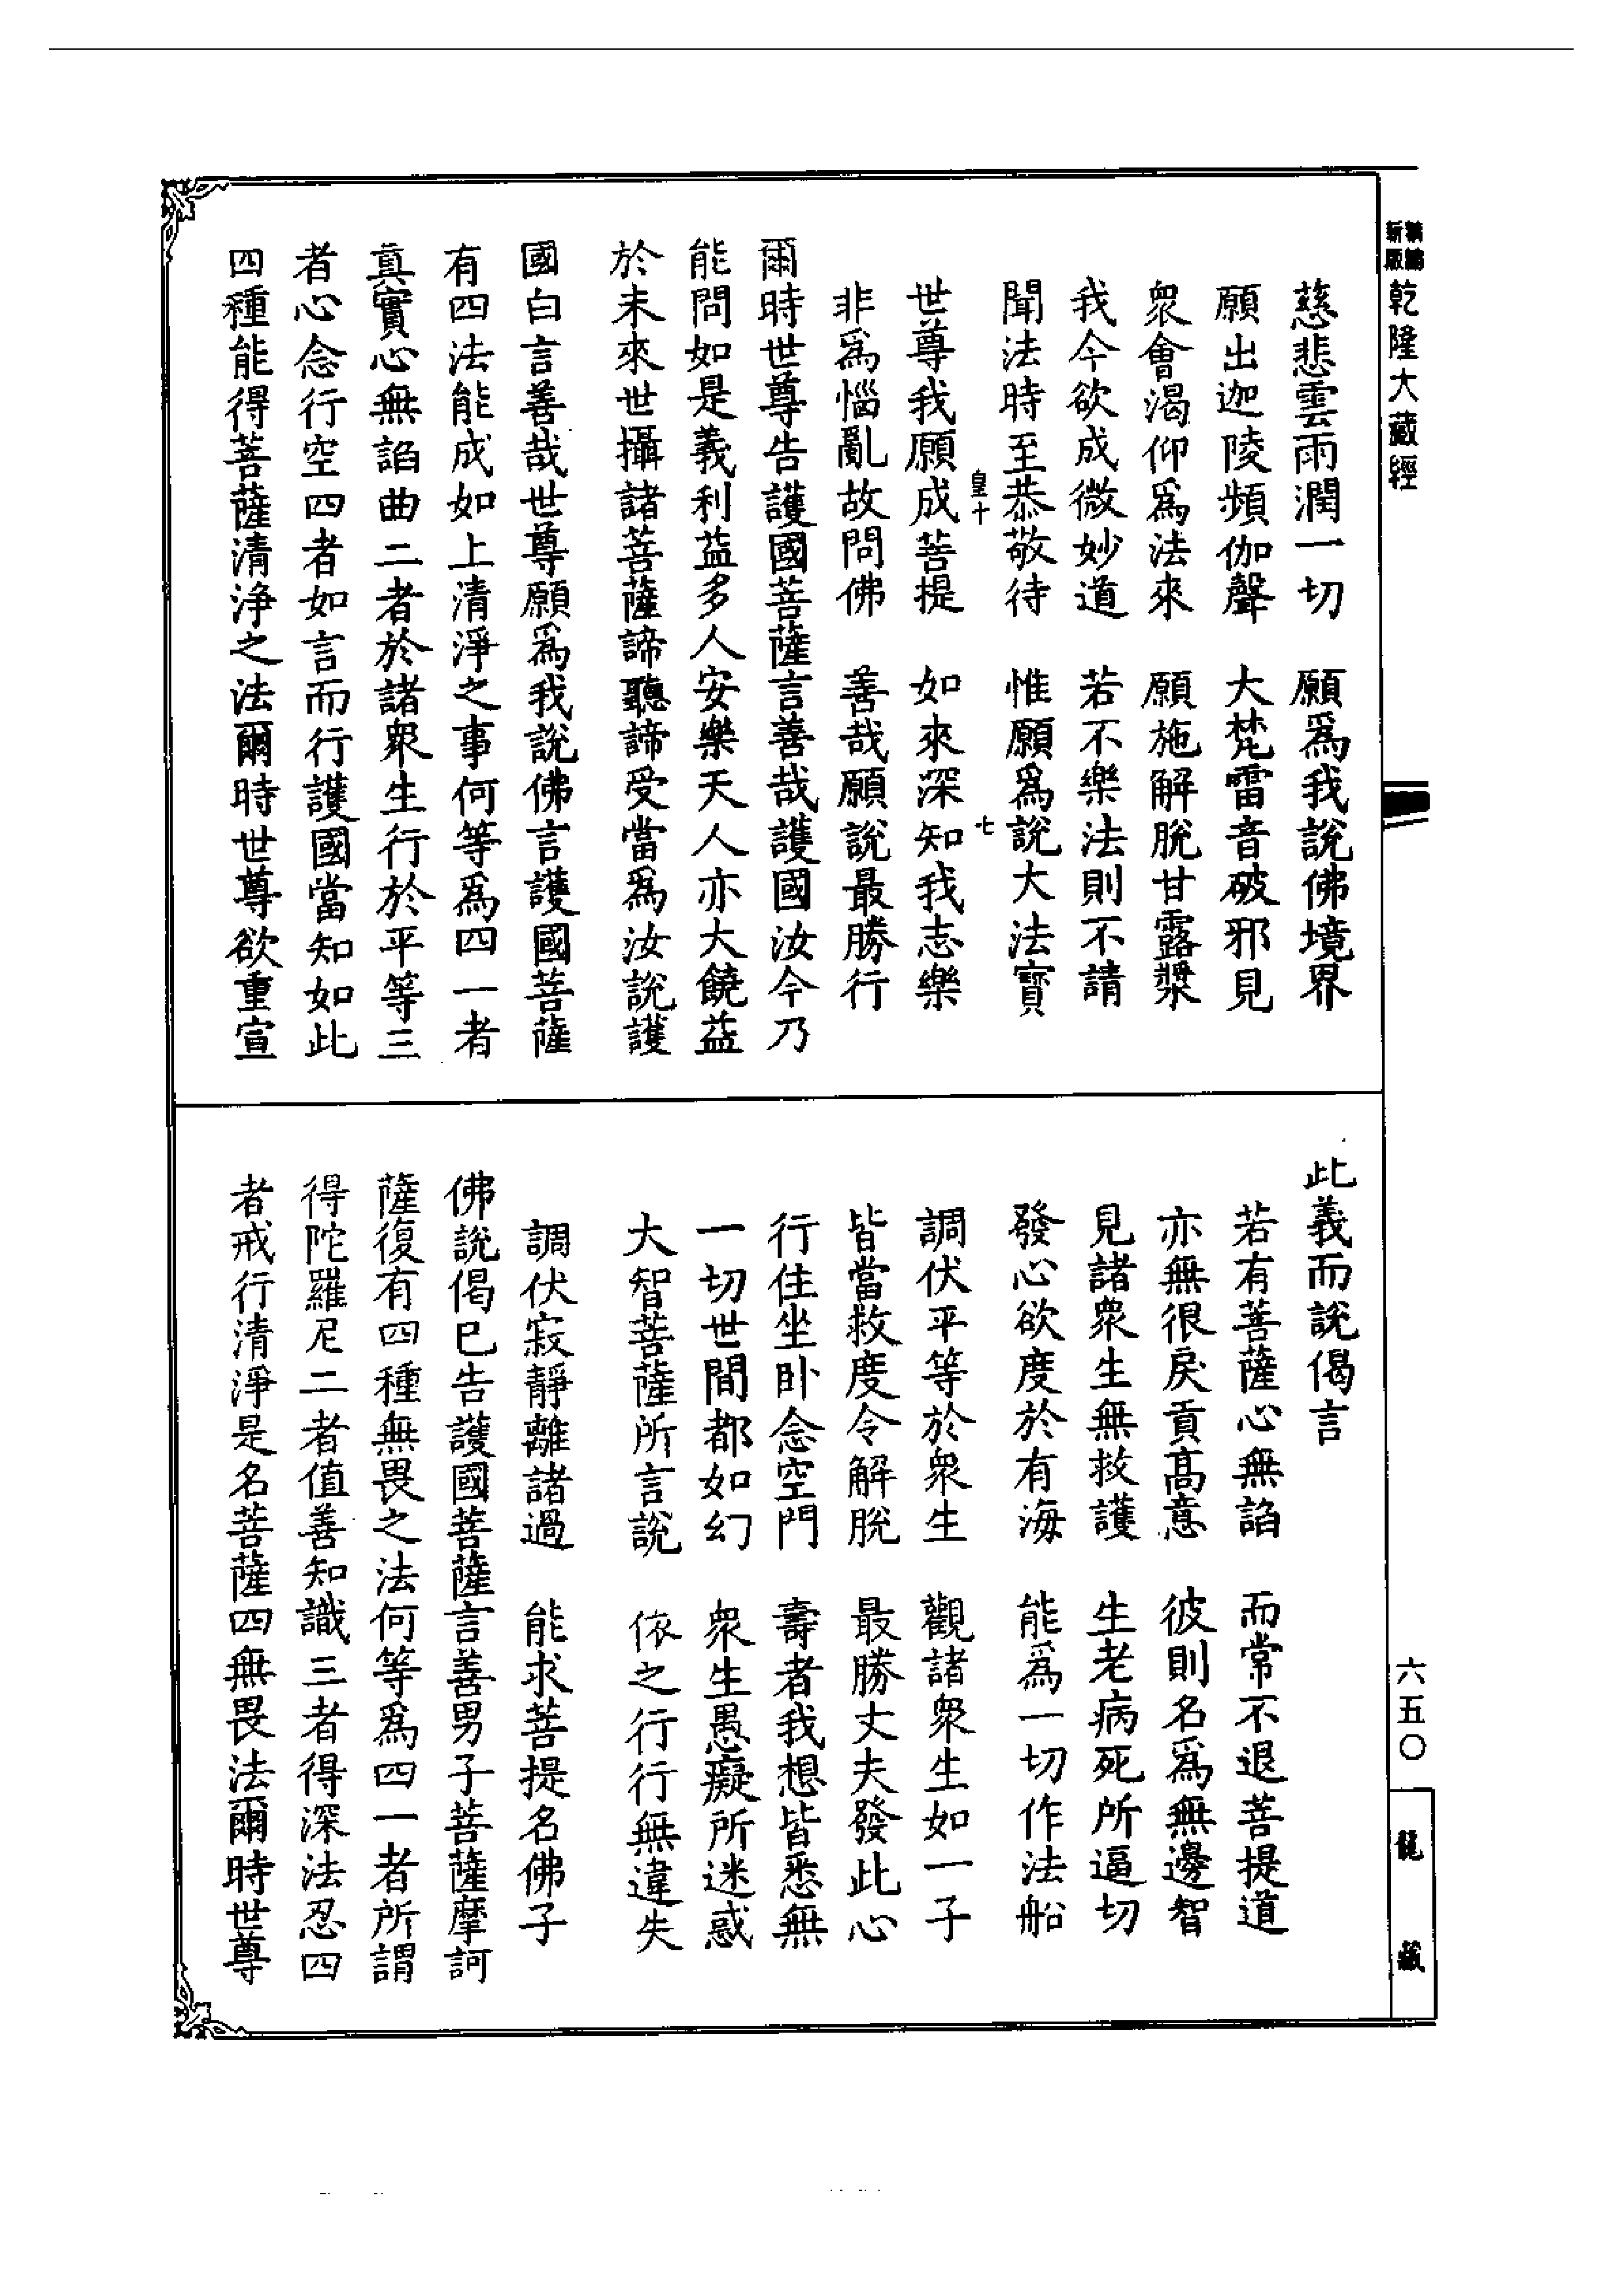 新編
新版
乾隆大藏經
慈悲雲雨潤一切　願爲我說佛境界
願出迦陵頻伽聲　大梵雷音破邪見
衆會渴仰爲法來　願施解脫甘露漿
我今欲成微妙道　若不樂法則不請
聞法時至恭敬待　惟願爲說大法寶
皇十　七
世尊我願成菩提　如來深知我志樂
非爲惱亂故問佛　善哉願說最勝行
爾時世尊告護國菩薩言善哉護國汝今乃
能問如是義利益多人安樂天人亦大饒益
於未來世攝諸菩薩諦聽諦受當爲汝說護
國白言善哉世尊願爲我說佛言護國菩薩
有四法能成如上清淨之事何等爲四一者
真實心無諂曲二者於諸衆生行於平等三
者心念行空四者如言而行護國當知如此
四種能得菩薩清淨之法爾時世尊欲重宣
此義而說偈言
若有菩薩心無諂　而常不退菩提道
亦無很戾貢高意　彼則名爲無邊智
見諸衆生無救護　生老病死所逼切
發心欲度於有海　能爲一切作法船
調伏平等於衆生　觀諸衆生如一子
皆當救度令解脫　最勝丈夫發此心
行住坐卧念空門　壽者我想皆悉無
一切世間都如幻　衆生愚癡所迷惑
大智菩薩所言說　依之行行無違失
調伏寂靜離諸過　能求菩提名佛子
佛說偈已告護國菩薩言善男子菩薩摩訶
薩復有四種無畏之法何等爲四一者所謂
得陀羅尼二者值善知識三者得深法忍四
者戒行清淨是名菩薩四無畏法爾時世尊
六五〇
龍藏